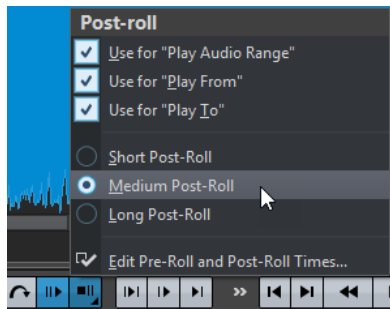 Post-roll
Use for "Play Audio Range"
Use for "Play From"
Use for "Play To"
Short Post-Roll
Medium Post-Roll
Long Post-Roll
Edit Pre-Roll and Post-Roll Times...